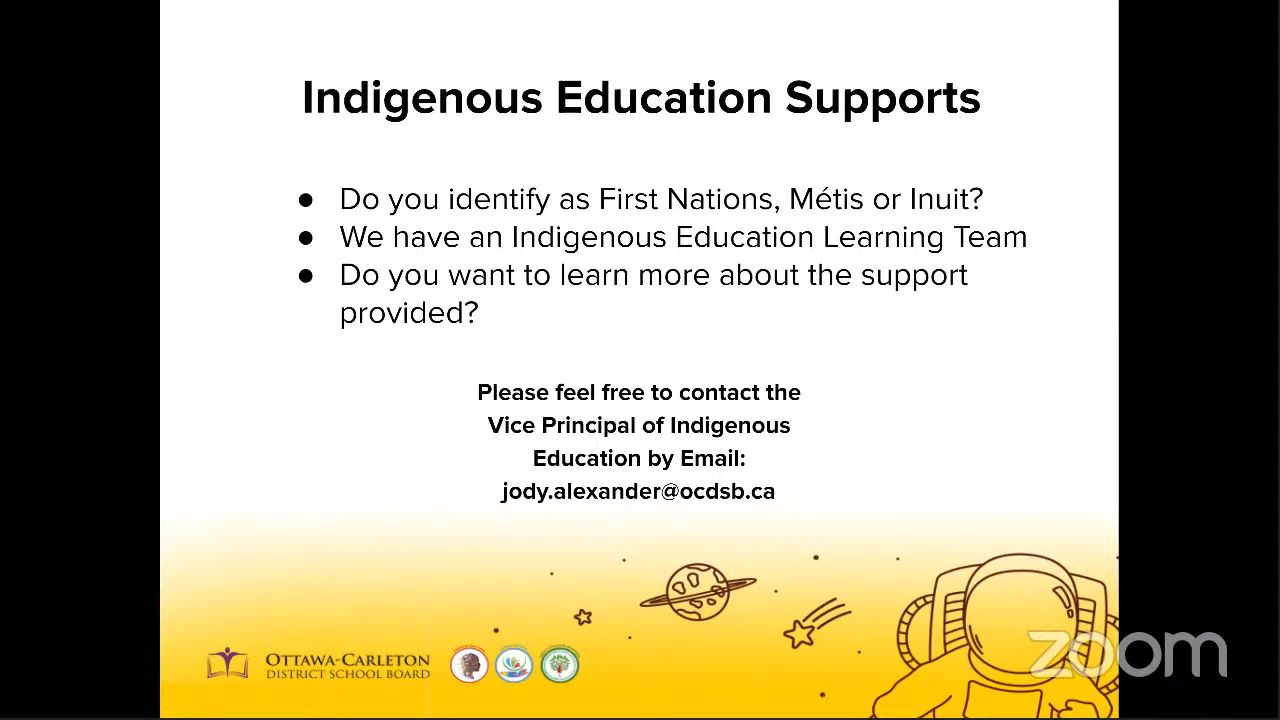 Indigenous Education Supports
● Do you identify as First Nations, Métis or Inuit?
● We have an Indigenous Education Learning Team
● Do you want to learn more about the support
provided?
Please feel free to contact the
Vice Principal of Indigenous
Education by Email:
jody.alexander@ocdsb.ca
OTTAWA-CARLETON
DISTRICT SCHOOL BOARD
zoom